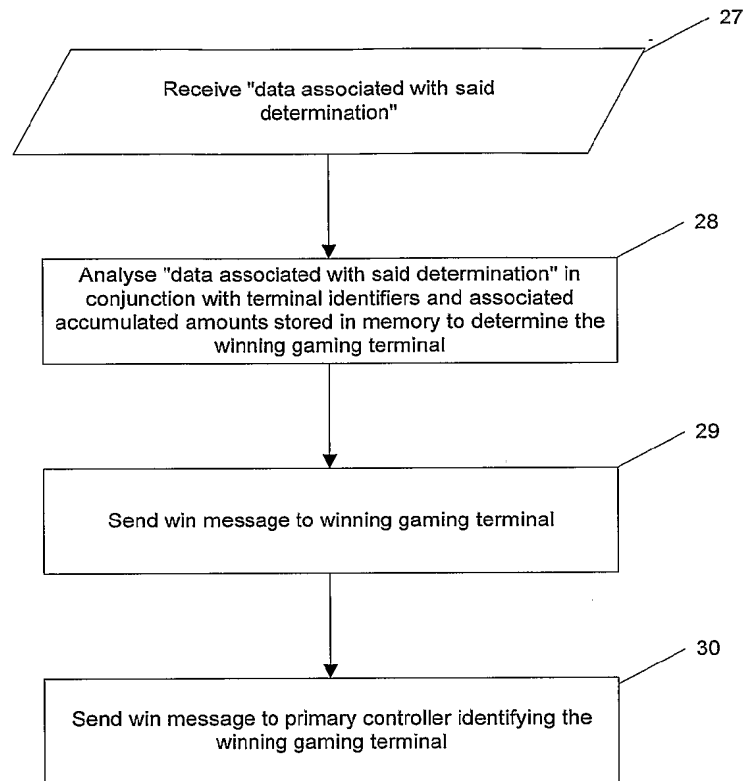 27
Receive "data associated with said
determination"
28
Analyse "data associated with said determination" in
conjunction with terminal identifiers and associated
accumulated amounts stored in memory to determine the
winning gaming terminal
29
Send win message to winning gaming terminal
30
Send win message to primary controller identifying the
winning gaming terminal